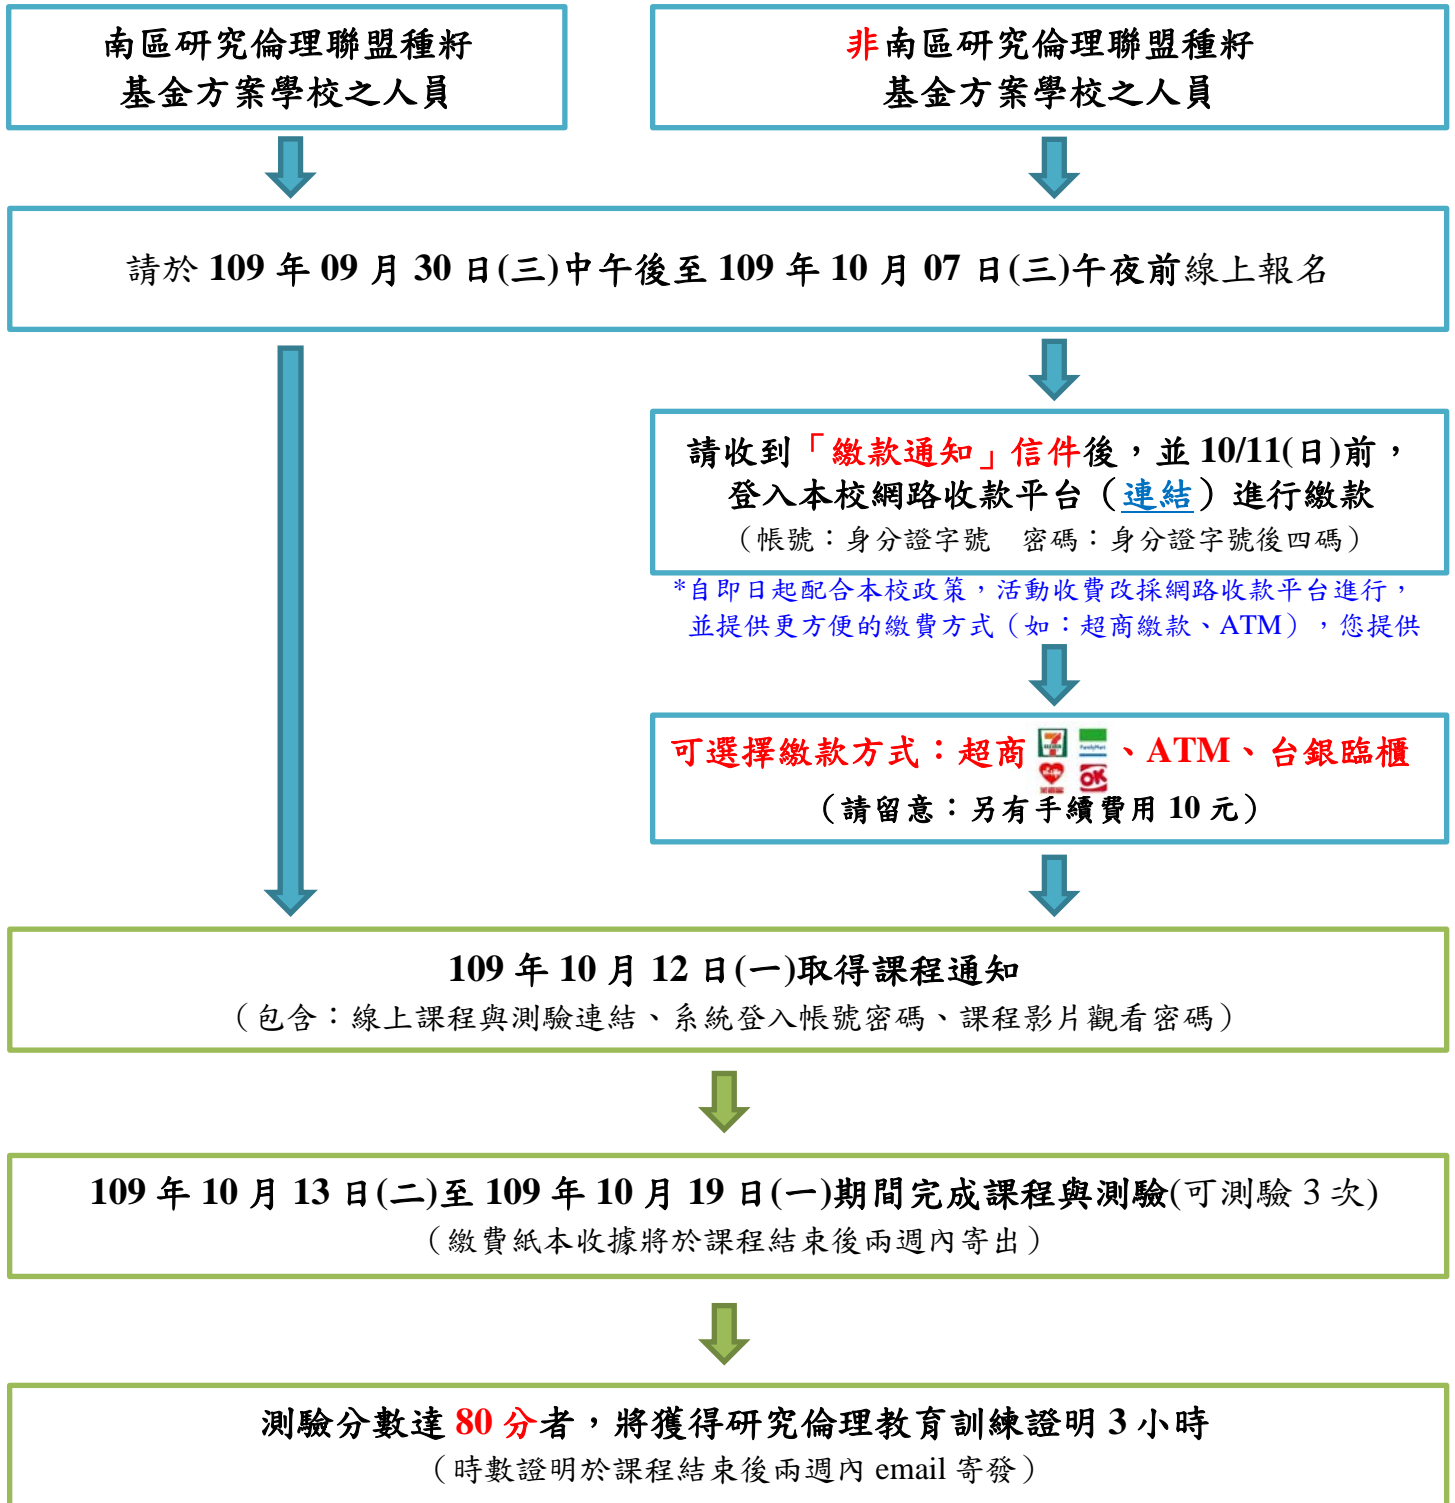 南區研究倫理聯盟種籽
基金方案學校之人員
非南區研究倫理聯盟種籽
基金方案學校之人員
請於 109 年 09 月 30 日(三)中午後至 109 年 10 月 07 日(三)午夜前線上報名
請收到「繳款通知」信件後，並 10/11(日)前，
登入本校網路收款平台（連結）進行繳款
（帳號：身分證字號　密碼：身分證字號後四碼）
*自即日起配合本校政策，活動收費改採網路收款平台進行，
並提供更方便的繳費方式（如：超商繳款、ATM），您提供
可選擇繳款方式：超商 、ATM、台銀臨櫃
FamilyMart
OK
（請留意：另有手續費用 10 元）
109 年 10 月 12 日(一)取得課程通知
（包含：線上課程與測驗連結、系統登入帳號密碼、課程影片觀看密碼）
109 年 10 月 13 日(二)至 109 年 10 月 19 日(一)期間完成課程與測驗(可測驗 3 次)
（繳費紙本收據將於課程結束後兩週內寄出）
測驗分數達 80 分者，將獲得研究倫理教育訓練證明 3 小時
（時數證明於課程結束後兩週內 email 寄發）